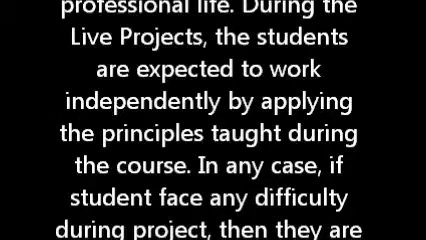 professional life. During the
Live Projects, the students
are expected to work
independently by applying
the principles taught during
the course. In any case, if
student face any difficulty
during project, then they are